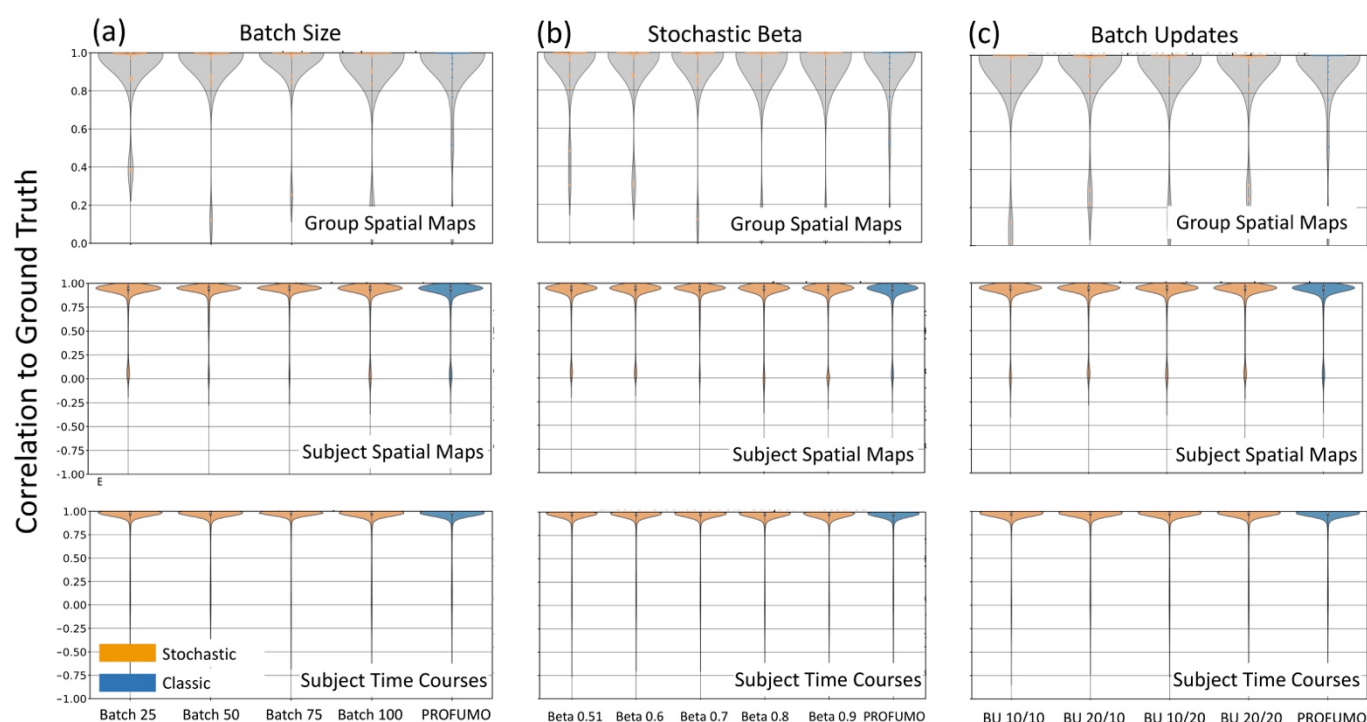 (a) Batch Size
(b) Stochastic Beta
(c) Batch Updates
Correlation to Ground Truth
1.0
0.8
0.6
0.4
0.2
0.0
Group Spatial Maps
Group Spatial Maps
Group Spatial Maps
1.00
0.75
0.50
0.25
0.00
−0.25
−0.50
−0.75
−1.00
Subject Spatial Maps
Subject Spatial Maps
Subject Spatial Maps
E
1.00
0.75
0.50
0.25
0.00
−0.25
−0.50
−0.75
−1.00
Stochastic
Classic
Subject Time Courses
Subject Time Courses
Subject Time Courses
Batch 25 Batch 50 Batch 75 Batch 100 PROFUMO
Beta 0.51 Beta 0.6 Beta 0.7 Beta 0.8 Beta 0.9 PROFUMO
BU 10/10 BU 20/10 BU 10/20 BU 20/20 PROFUMO